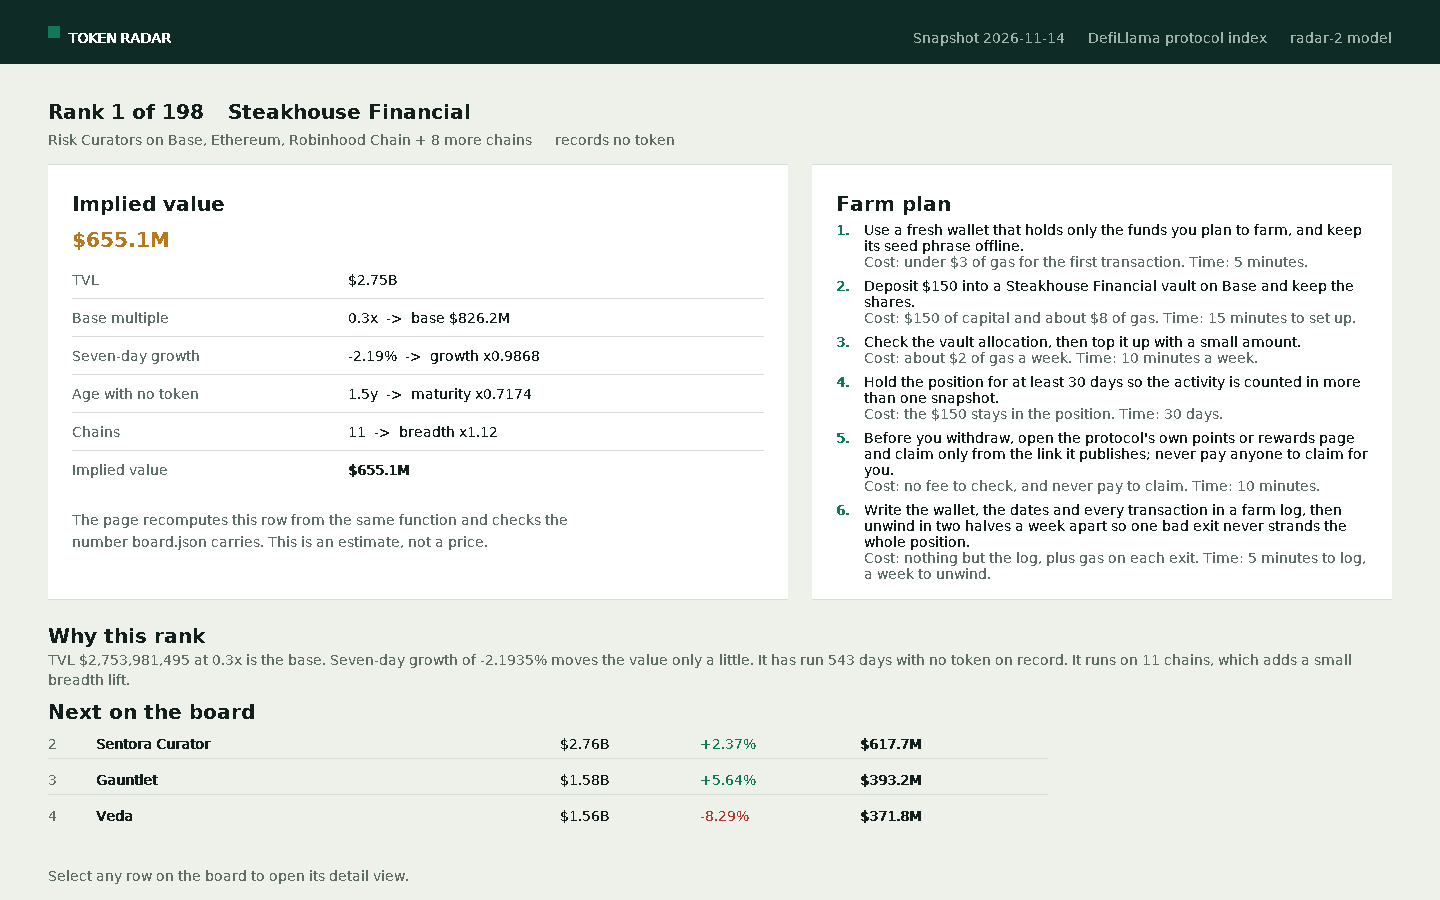 TOKEN RADAR
Snapshot 2026-11-14 DefiLlama protocol index radar-2 model
Rank 1 of 198 Steakhouse Financial
Risk Curators on Base, Ethereum, Robinhood Chain + 8 more chains records no token
Implied value
$655.1M
TVL $2.75B
Base multiple 0.3x -> base $826.2M
Seven-day growth -2.19% -> growth x0.9868
Age with no token 1.5y -> maturity x0.7174
Chains 11 -> breadth x1.12
Implied value $655.1M
The page recomputes this row from the same function and checks the
number board.json carries. This is an estimate, not a price.
Farm plan
1. Use a fresh wallet that holds only the funds you plan to farm, and keep
its seed phrase offline.
Cost: under $3 of gas for the first transaction. Time: 5 minutes.
2. Deposit $150 into a Steakhouse Financial vault on Base and keep the
shares.
Cost: $150 of capital and about $8 of gas. Time: 15 minutes to set up.
3. Check the vault allocation, then top it up with a small amount.
Cost: about $2 of gas a week. Time: 10 minutes a week.
4. Hold the position for at least 30 days so the activity is counted in more
than one snapshot.
Cost: the $150 stays in the position. Time: 30 days.
5. Before you withdraw, open the protocol's own points or rewards page
and claim only from the link it publishes; never pay anyone to claim for
you.
Cost: no fee to check, and never pay to claim. Time: 10 minutes.
6. Write the wallet, the dates and every transaction in a farm log, then
unwind in two halves a week apart so one bad exit never strands the
whole position.
Cost: nothing but the log, plus gas on each exit. Time: 5 minutes to log,
a week to unwind.
Why this rank
TVL $2,753,981,495 at 0.3x is the base. Seven-day growth of -2.1935% moves the value only a little. It has run 543 days with no token on record. It runs on 11 chains, which adds a small
breadth lift.
Next on the board
2 Sentora Curator $2.76B +2.37% $617.7M
3 Gauntlet $1.58B +5.64% $393.2M
4 Veda $1.56B -8.29% $371.8M
Select any row on the board to open its detail view.